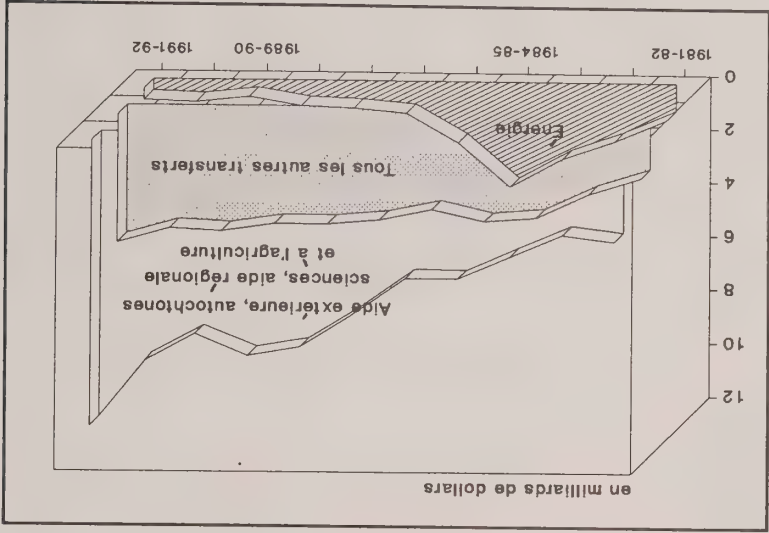 en milliards de dollars
12
10
8
6
4
2
0
Aide extérieure, autochtones
sciences, aide régionale
et à l'agriculture
Tous les autres transferts
Énergie
1981-82
1984-85
1989-90
1991-92